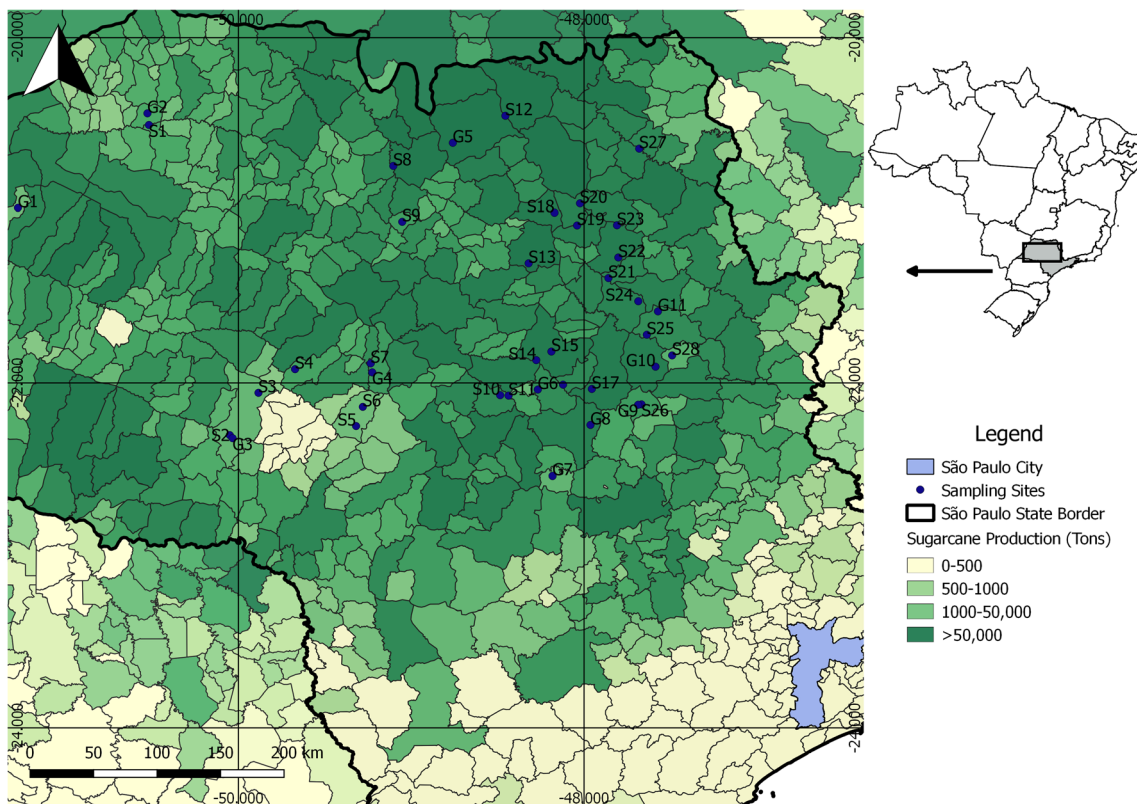 -50.000
-48.000
-20.000
-20.000
G2
S1
S12
G5
S27
S8
G1
S9
S20
S18
S19
S23
S13
S22
S21
S24
G11
S25
S15
S14
S28
G10
S7
S4
G4
-22.000
-22.000
S3
S10
S11
G6
S17
S6
G9
S26
S5
G8
S2
G3
G7
Legend
São Paulo City
Sampling Sites
São Paulo State Border
Sugarcane Production (Tons)
0-500
500-1000
1000-50,000
>50,000
-24.000
-24.000
0
50
100
150
200 km
-50.000
-48.000